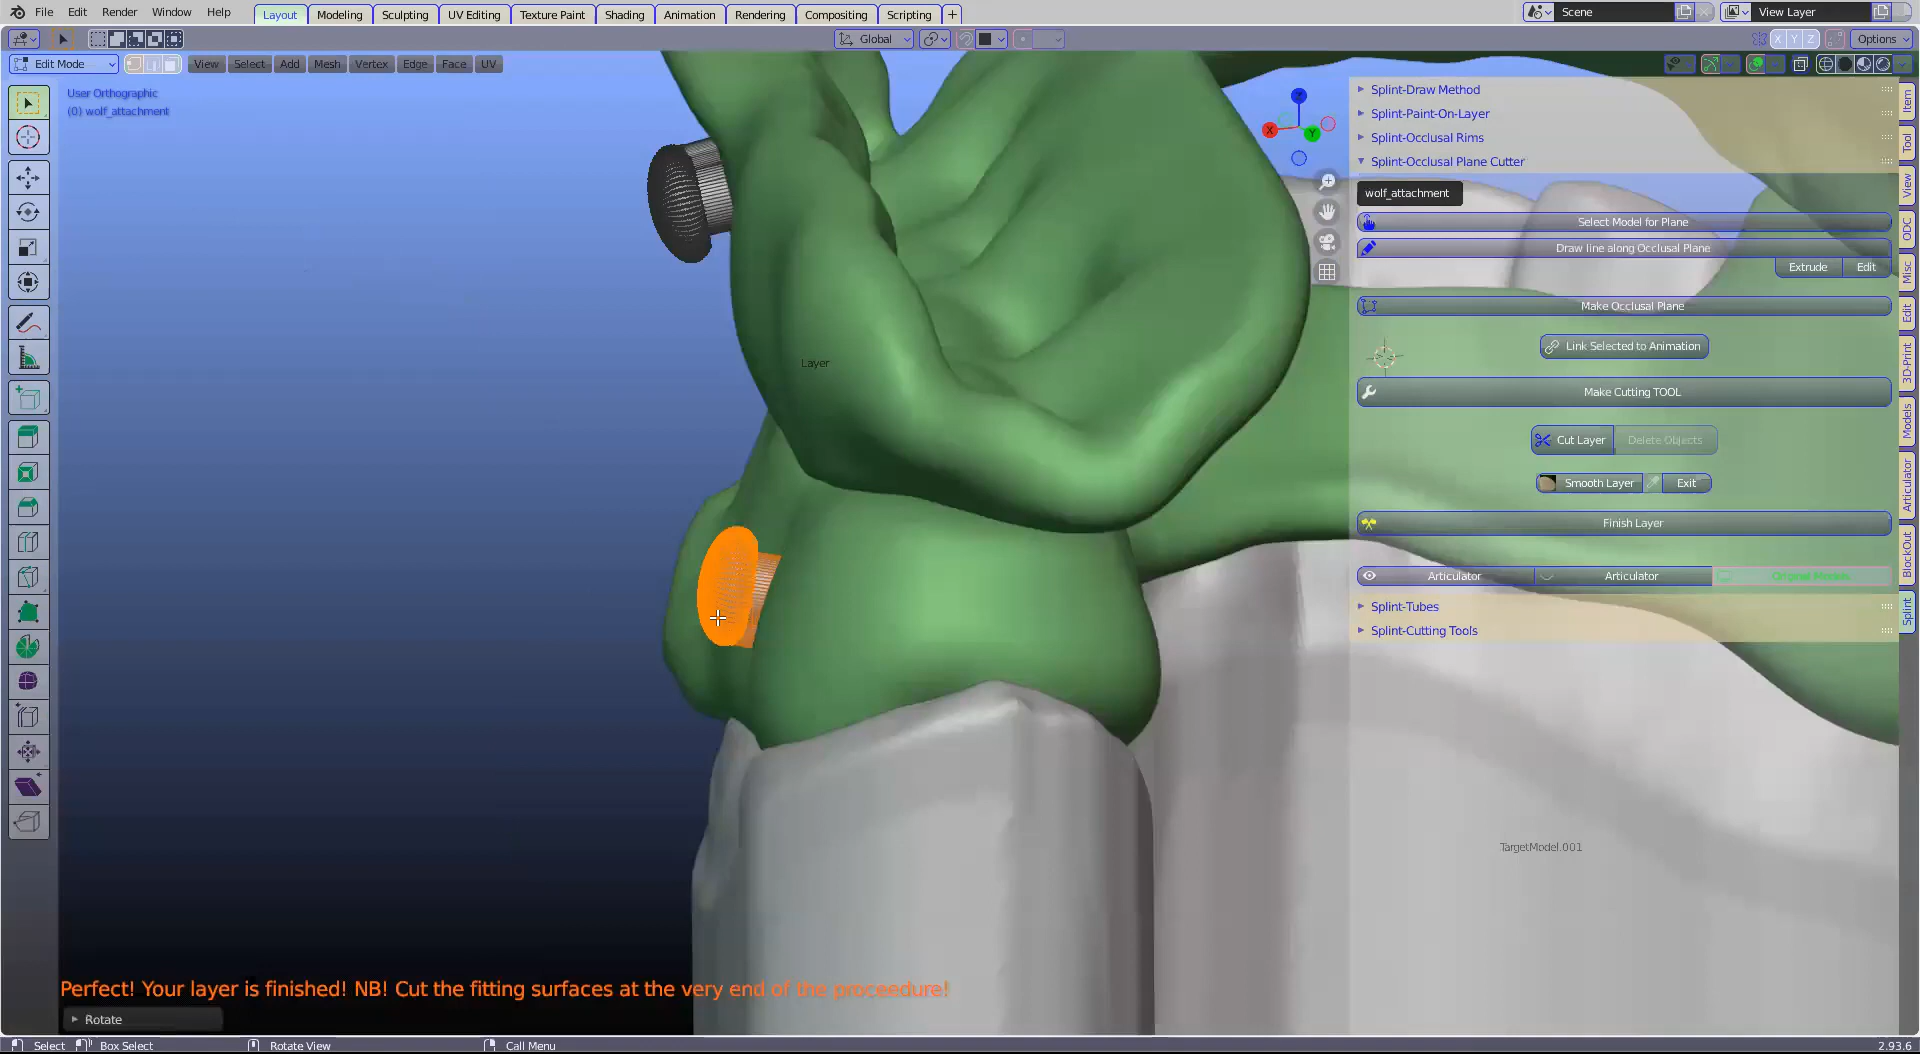 File Edit Render Window Help Layout Modeling Sculpting UV Editing Texture Paint Shading Animation Rendering Compositing Scripting + Scene View Layer
Global X Y Z Options
Edit Mode View Select Add Mesh Vertex Edge Face UV
User Orthographic
(0) wolf_attachment
Splint-Draw Method
Splint-Paint-On-Layer
Splint-Occlusal Rims
Splint-Occlusal Plane Cutter
wolf_attachment
Select Model for Plane
Draw line along Occlusal Plane
Extrude Edit
Make Occlusal Plane
Link Selected to Animation
Make Cutting TOOL
Cut Layer Delete Objects
Smooth Layer Exit
Finish Layer
Articulator Articulator Original Models
Splint-Tubes
Splint-Cutting Tools
Z
X
Y
Item
Tool
View
ODC
Misc
Edit
3D-Print
Models
Articulator
BlockOut
Splint
Layer
TargetModel.001
Perfect! Your layer is finished! NB! Cut the fitting surfaces at the very end of the proceedure!
Rotate
Select Box Select Rotate View Call Menu 2.93.6